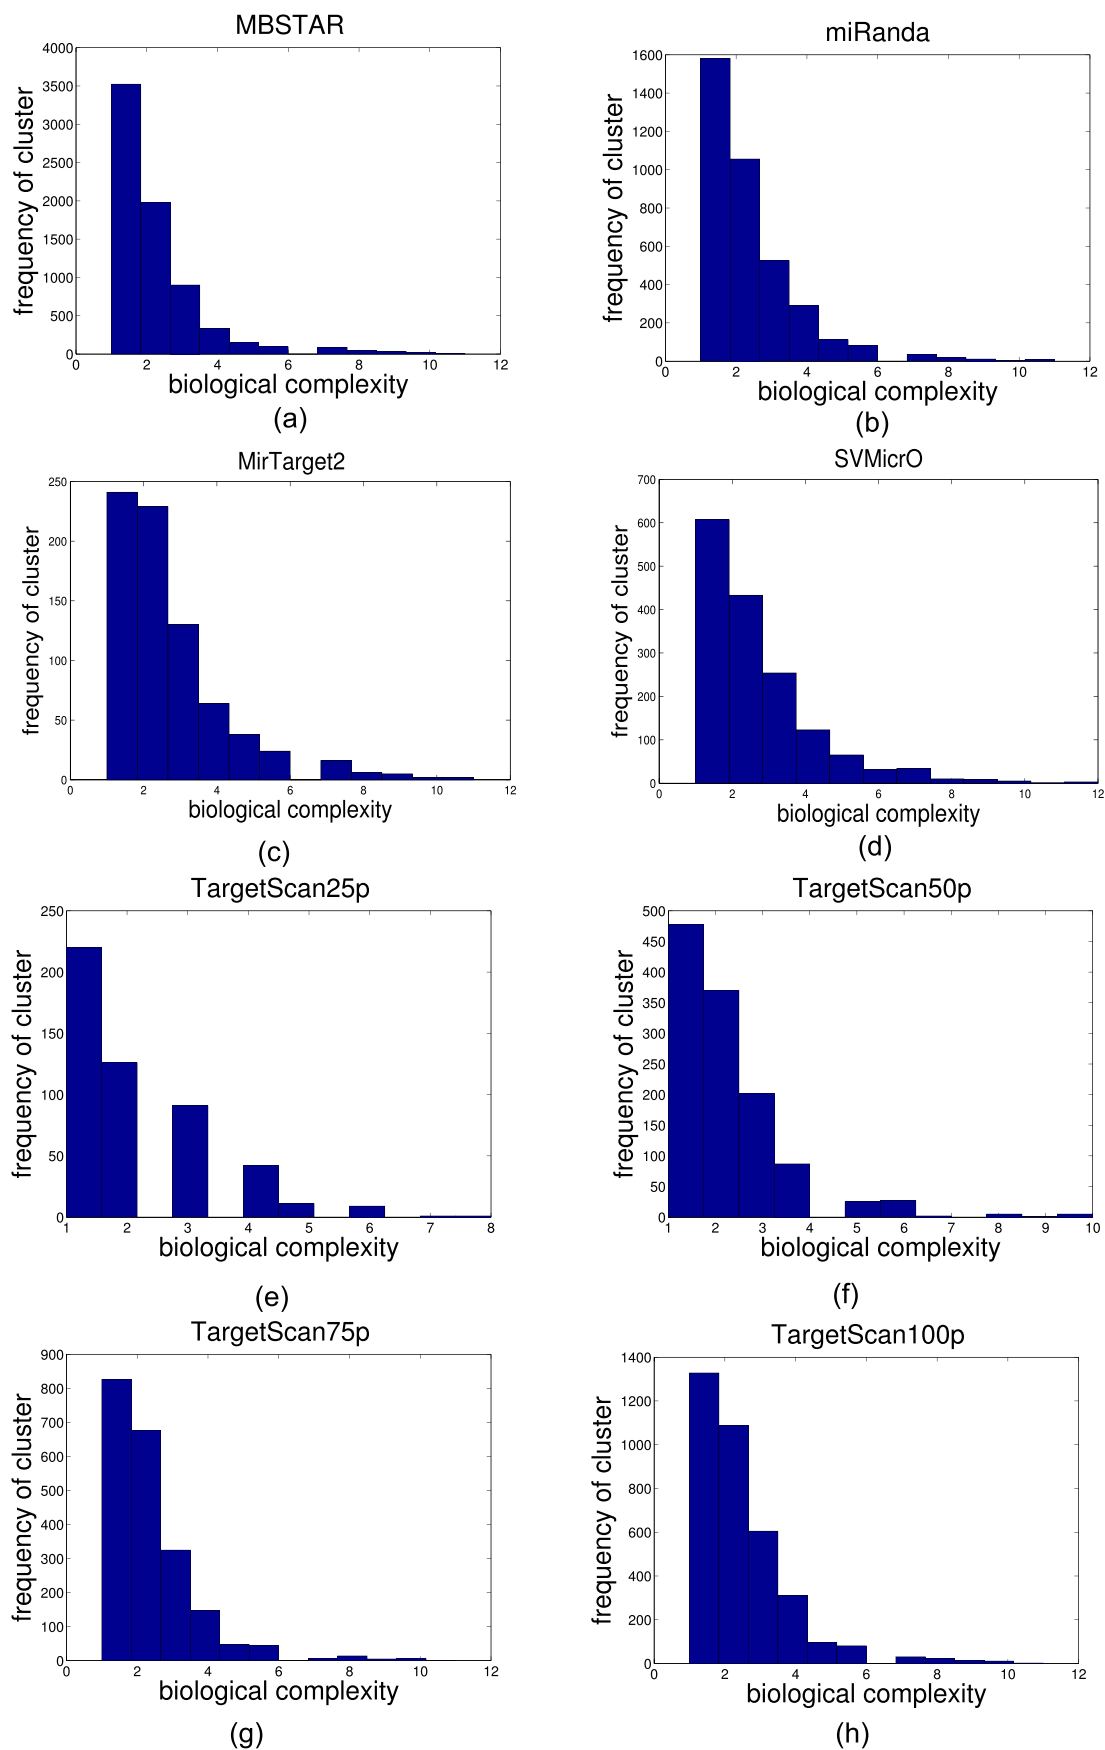 MBSTAR
4000
3500
3000
2500
2000
1500
1000
500
0
frequency of cluster
0 2 4 6 8 10 12
biological complexity
(a)
miRanda
1600
1400
1200
1000
800
600
400
200
0
frequency of cluster
0 2 4 6 8 10 12
biological complexity
(b)
MirTarget2
250
200
150
100
50
0
frequency of cluster
0 2 4 6 8 10 12
biological complexity
(c)
SVMicrO
700
600
500
400
300
200
100
0
frequency of cluster
0 2 4 6 8 10 12
biological complexity
(d)
TargetScan25p
250
200
150
100
50
0
frequency of cluster
1 2 3 4 5 6 7 8
biological complexity
(e)
TargetScan50p
500
450
400
350
300
250
200
150
100
50
0
frequency of cluster
1 2 3 4 5 6 7 8 9 10
biological complexity
(f)
TargetScan75p
900
800
700
600
500
400
300
200
100
0
frequency of cluster
0 2 4 6 8 10 12
biological complexity
(g)
TargetScan100p
1400
1200
1000
800
600
400
200
0
frequency of cluster
0 2 4 6 8 10 12
biological complexity
(h)